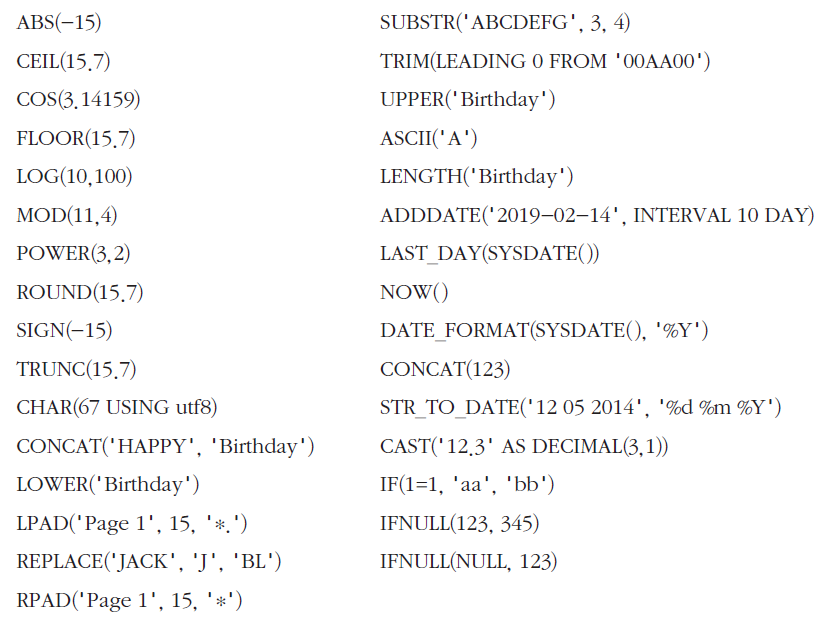 ABS(−15)
CEIL(15.7)
COS(3.14159)
FLOOR(15.7)
LOG(10,100)
MOD(11,4)
POWER(3,2)
ROUND(15.7)
SIGN(−15)
TRUNC(15.7)
CHAR(67 USING utf8)
CONCAT('HAPPY', 'Birthday')
LOWER('Birthday')
LPAD('Page 1', 15, '*.')
REPLACE('JACK', 'J', 'BL')
RPAD('Page 1', 15, '*')
SUBSTR('ABCDEFG', 3, 4)
TRIM(LEADING 0 FROM '00AA00')
UPPER('Birthday')
ASCII('A')
LENGTH('Birthday')
ADDDATE('2019−02−14', INTERVAL 10 DAY)
LAST_DAY(SYSDATE())
NOW()
DATE_FORMAT(SYSDATE(), '%Y')
CONCAT(123)
STR_TO_DATE('12 05 2014', '%d %m %Y')
CAST('12.3' AS DECIMAL(3,1))
IF(1=1, 'aa', 'bb')
IFNULL(123, 345)
IFNULL(NULL, 123)